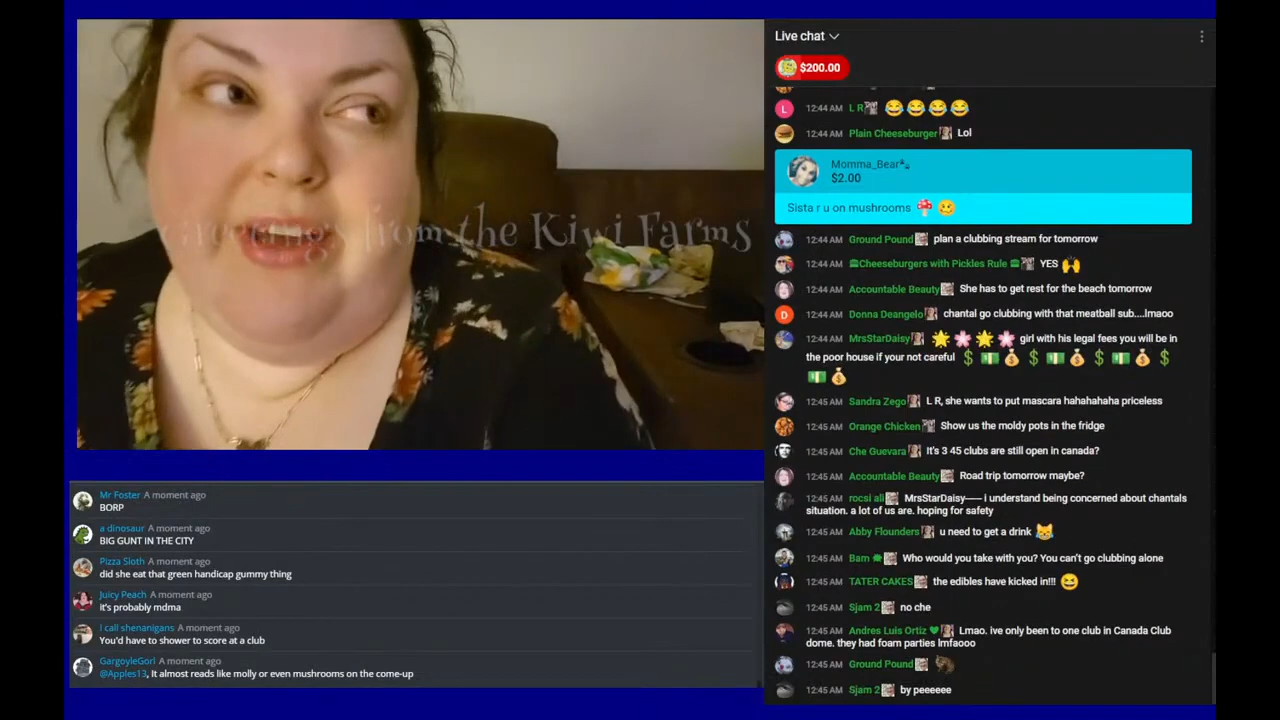 Greetings from the Kiwi Farms
Live chat
$200.00
12:44 AM L R 😂😂😂😂
12:44 AM Plain Cheeseburger Lol
Momma_Bear🐾
$2.00
Sista r u on mushrooms 🍄 🥴
12:44 AM Ground Pound plan a clubbing stream for tomorrow
12:44 AM 🍔Cheeseburgers with Pickles Rule 🍔 YES 🙌
12:44 AM Accountable Beauty She has to get rest for the beach tomorrow
12:44 AM Donna Deangelo chantal go clubbing with that meatball sub....lmaoo
12:44 AM MrsStarDaisy 🌟 🌸 🌟 🌸 girl with his legal fees you will be in
the poor house if your not careful 💲 💵 💰 💲 💵 💰 💲 💵 💰 💲
💵 💰
12:45 AM Sandra Zego L R, she wants to put mascara hahahahaha priceless
12:45 AM Orange Chicken Show us the moldy pots in the fridge
12:45 AM Che Guevara It's 3 45 clubs are still open in canada?
12:45 AM Accountable Beauty Road trip tomorrow maybe?
12:45 AM rocsi all MrsStarDaisy—– i understand being concerned about chantals
situation. a lot of us are. hoping for safety
12:45 AM Abby Flounders u need to get a drink 😹
12:45 AM Bam Who would you take with you? You can't go clubbing alone
12:45 AM TATER CAKES the edibles have kicked in!!! 😆
12:45 AM Sjam 2 no che
12:45 AM Andres Luis Ortiz 💚 Lmao. ive only been to one club in Canada Club
dome. they had foam parties lmfaooo
12:45 AM Ground Pound
12:45 AM Sjam 2 by peeeeee
Mr Foster A moment ago
BORP
a dinosaur A moment ago
BIG GUNT IN THE CITY
Pizza Sloth A moment ago
did she eat that green handicap gummy thing
Juicy Peach A moment ago
it's probably mdma
I call shenanigans A moment ago
You'd have to shower to score at a club
GargoyleGorl A moment ago
@Apples13, It almost reads like molly or even mushrooms on the come-up